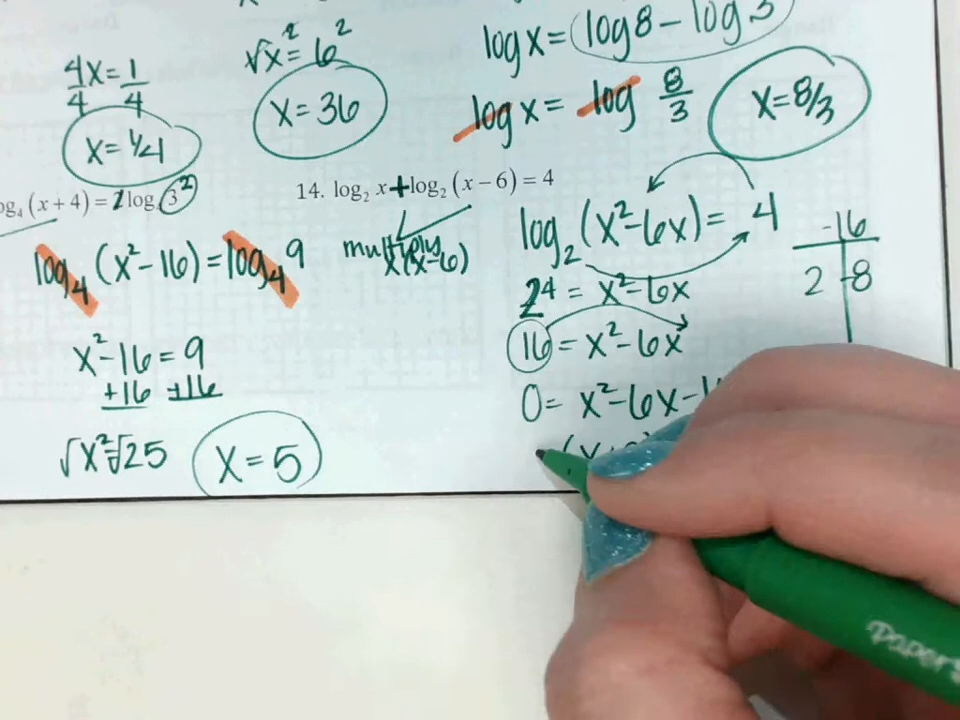 4x = 1
4 4
x = 1/4
√x² = 6²
x = 36
log x = (log 8 - log 3
log x = log 8/3
x = 8/3
og₄ (x + 4) = 2 log 3²
log₄ (x² - 16) = log₄ 9
x² - 16 = 9
+16 +16
√x² = √25
x = 5
14. log₂ x + log₂ (x − 6) = 4
multiply
x(x-6)
log₂ (x² - 6x) = 4
2⁴ = x² - 6x
16 = x² - 6x
0 = x² - 6x -
-16
2 -8
Papers